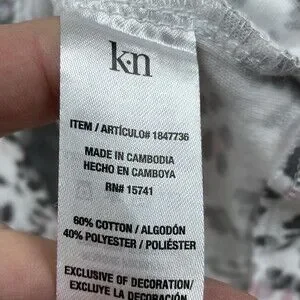 k·n
ITEM / ARTÍCULO# 1847736
MADE IN CAMBODIA
HECHO EN CAMBOYA
RN# 15741
60% COTTON / ALGODÓN
40% POLYESTER / POLIÉSTER
EXCLUSIVE OF DECORATION/
EXCLUYE LA DECORACIÓN